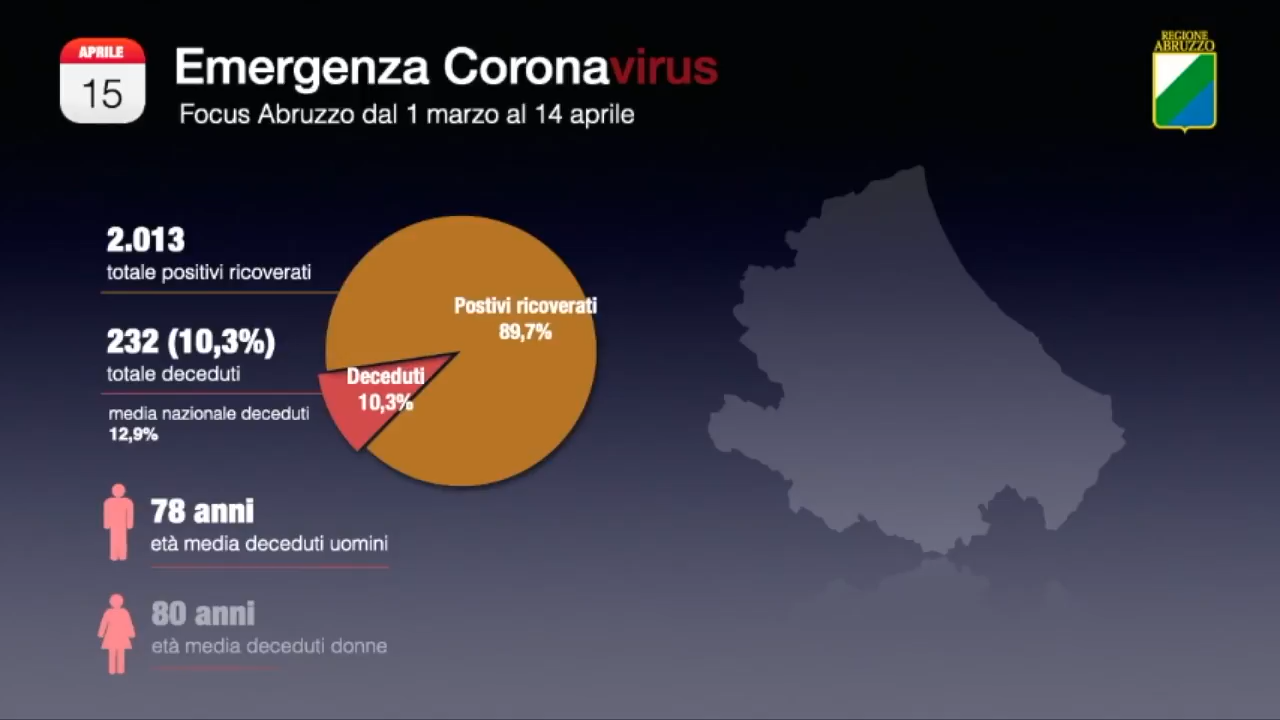 APRILE
15
Emergenza Coronavirus
Focus Abruzzo dal 1 marzo al 14 aprile
REGIONE
ABRUZZO
2.013
totale positivi ricoverati
232 (10,3%)
totale deceduti
media nazionale deceduti
12,9%
Postivi ricoverati
89,7%
Deceduti
10,3%
78 anni
età media deceduti uomini
80 anni
età media deceduti donne